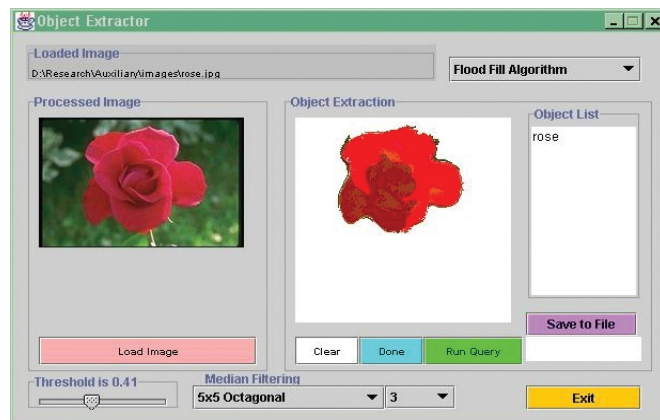 Object Extractor
Loaded Image
D:\Research\Auxiliary\images\rose.jpg
Flood Fill Algorithm
Processed Image
Object Extraction
Object List
rose
Load Image
Clear
Done
Run Query
Save to File
Threshold is 0.41
Median Filtering
5x5 Octagonal
3
Exit